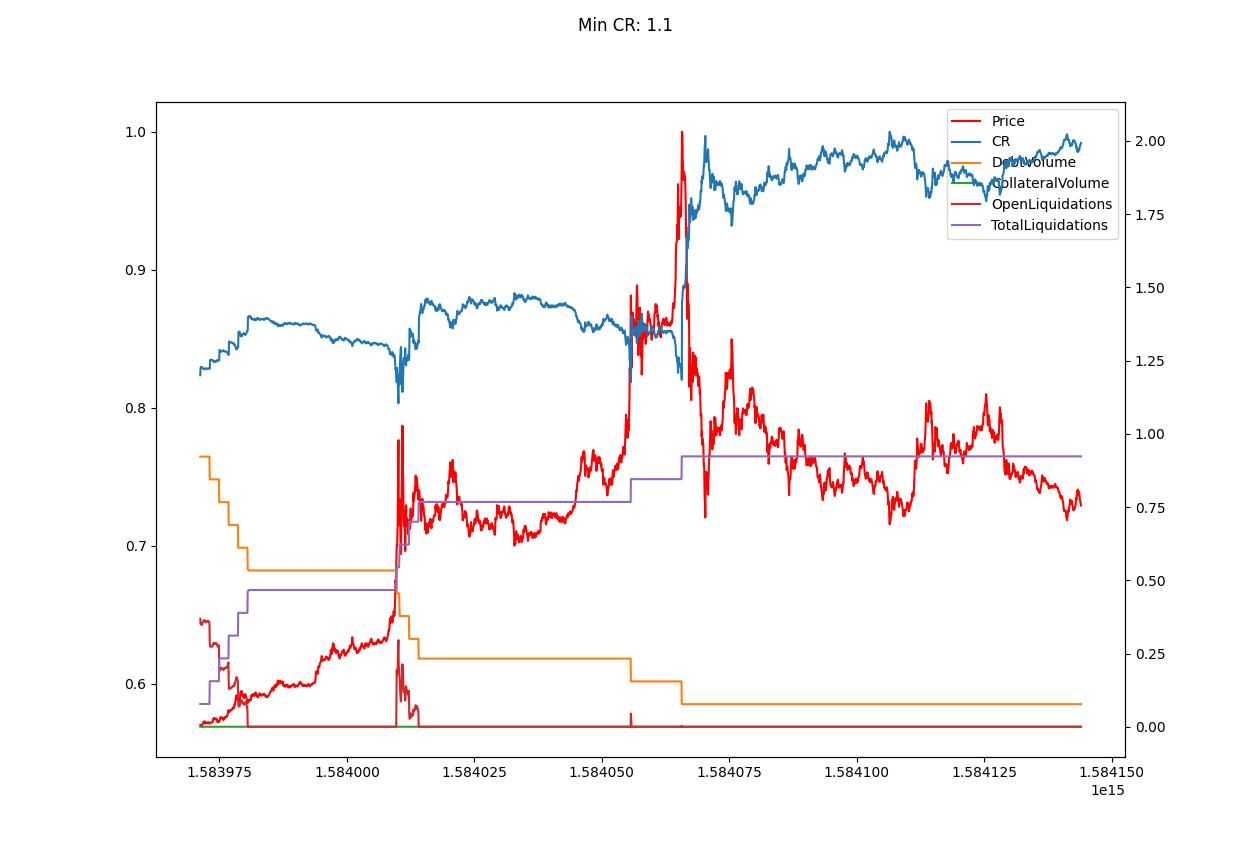 Min CR: 1.1
1.0
0.9
0.8
0.7
0.6
2.00
1.75
1.50
1.25
1.00
0.75
0.50
0.25
0.00
Price
CR
DebtVolume
CollateralVolume
OpenLiquidations
TotalLiquidations
1.583975 1.584000 1.584025 1.584050 1.584075 1.584100 1.584125 1.584150
1e15